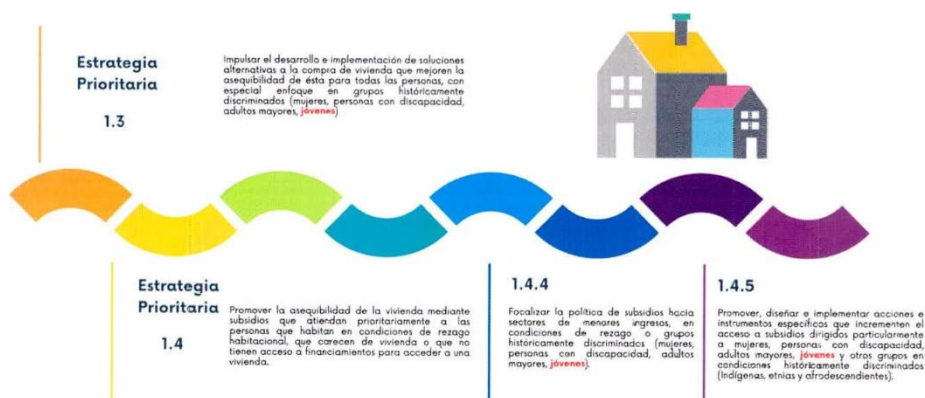 Estrategia
Prioritaria
1.3
Impulsar el desarrollo e implementación de soluciones
alternativas a la compra de vivienda que mejoren la
asequibilidad de ésta para todas las personas, con
especial enfoque en grupos históricamente
discriminados (mujeres, personas con discapacidad,
adultos mayores, jóvenes)
Estrategia
Prioritaria
1.4
Promover la asequibilidad de la vivienda mediante
subsidios que atiendan prioritariamente a las
personas que habitan en condiciones de rezago
habitacional, que carecen de vivienda o que no
tienen acceso a financiamientos para acceder a una
vivienda.
1.4.4
Focalizar la política de subsidios hacia
sectores de menores ingresos, en
condiciones de rezago o grupos
históricamente discriminados (mujeres,
personas con discapacidad, adultos
mayores, jóvenes).
1.4.5
Promover, diseñar e implementar acciones e
instrumentos específicos que incrementen el
acceso a subsidios dirigidos particularmente
a mujeres, personas con discapacidad,
adultos mayores, jóvenes y otros grupos en
condiciones históricamente discriminados
(Indígenas, etnias y afrodescendientes).